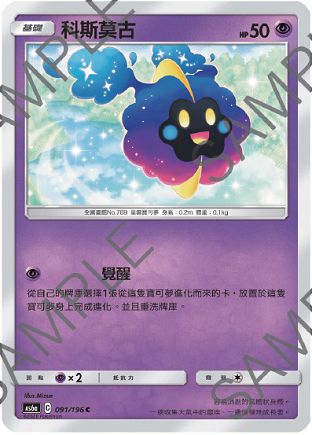 基礎
科斯莫古
HP 50
全國圖鑑No.789 星雲寶可夢 身高：0.2m 體重：0.1kg
覺醒
從自己的牌庫選擇1張從這隻寶可夢進化而來的卡，放置於這
隻寶可夢身上完成進化。並且重洗牌庫。
弱點 ×2 抵抗力
Illus.Mizue
AS6a C 091/196 C
SAMPLE
SAMPLE
SAMPLE
SAMPLE